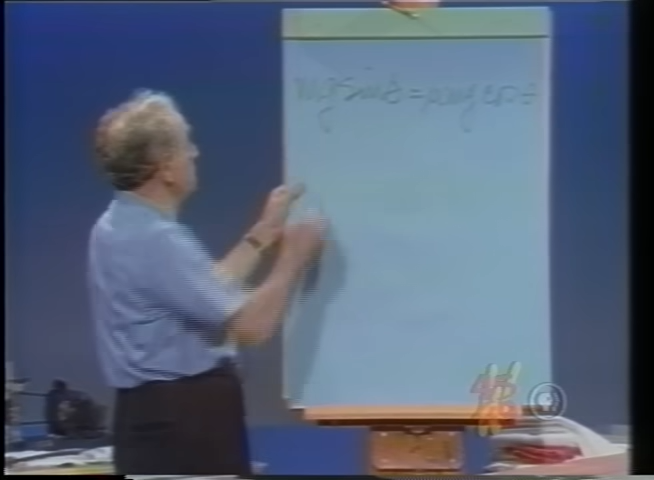 mg sinθ = μmg cosθ